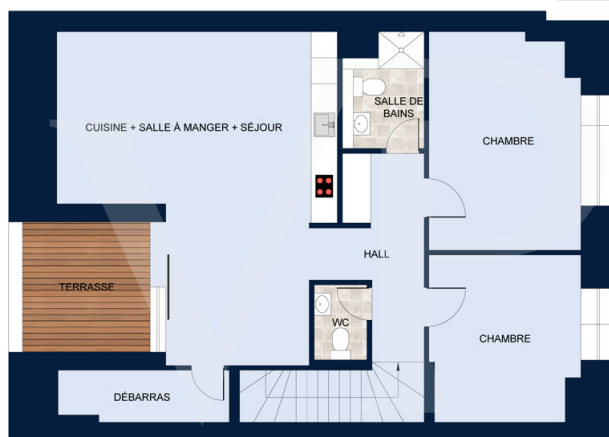 SALLE DE
BAINS
CUISINE + SALLE À MANGER + SÉJOUR
CHAMBRE
HALL
TERRASSE
WC
CHAMBRE
DÉBARRAS